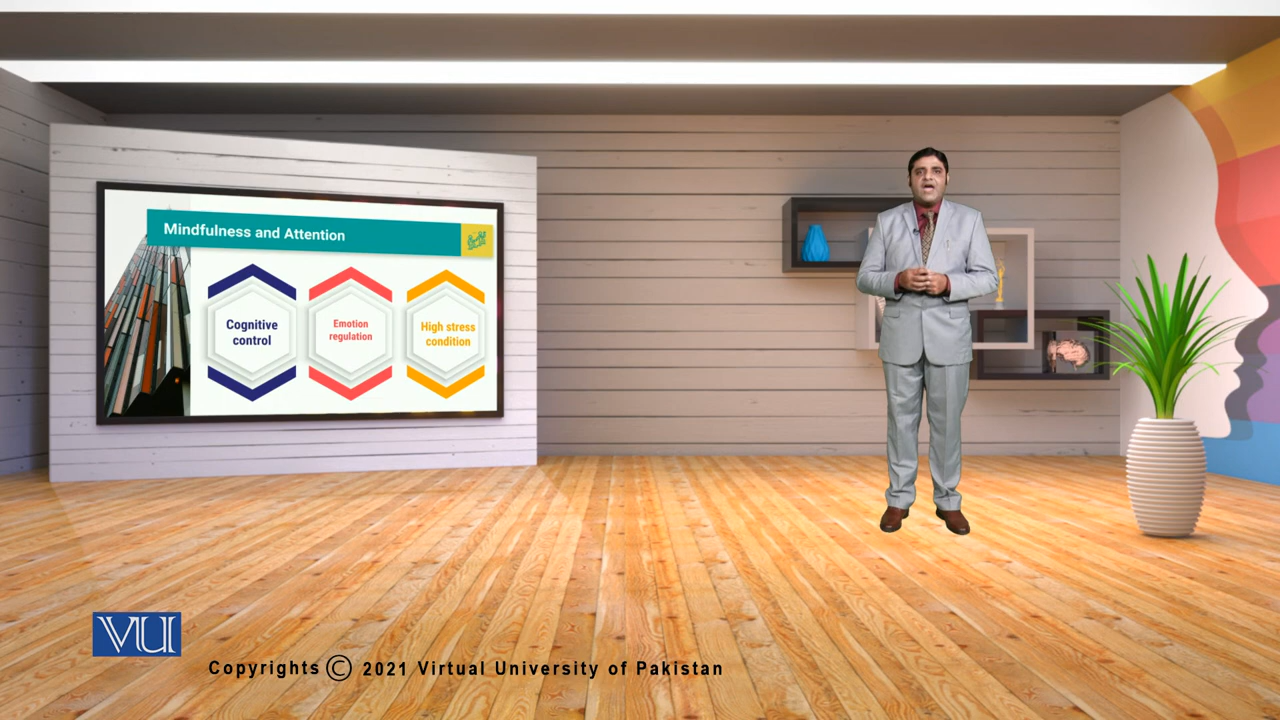 Mindfulness and Attention
Cognitive
control
Emotion
regulation
High stress
condition
VU
Copyrights © 2021 Virtual University of Pakistan